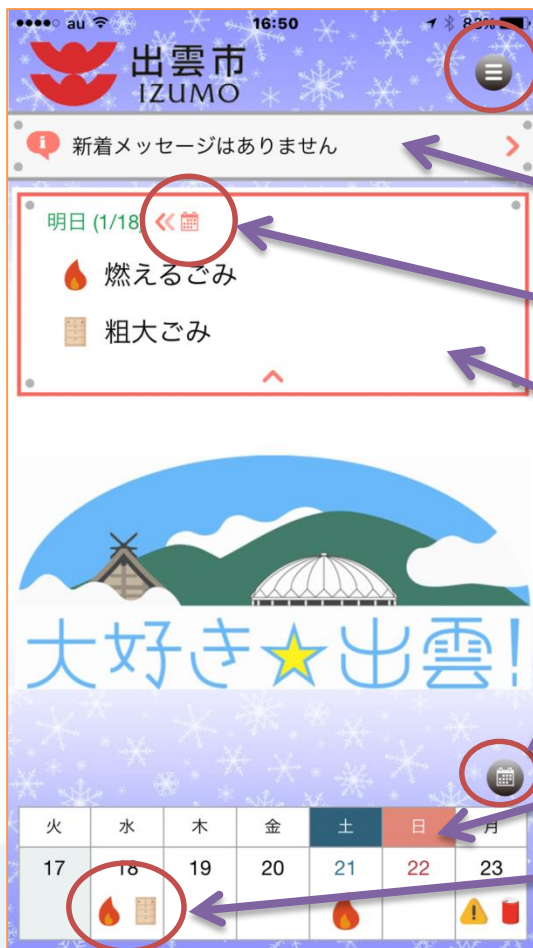 au 16:50 83%
出雲市
IZUMO
新着メッセージはありません
明日 (1/18)
燃えるごみ
粗大ごみ
大好き★出雲!
火 水 木 金 土 日 月
17 18 19 20 21 22 23